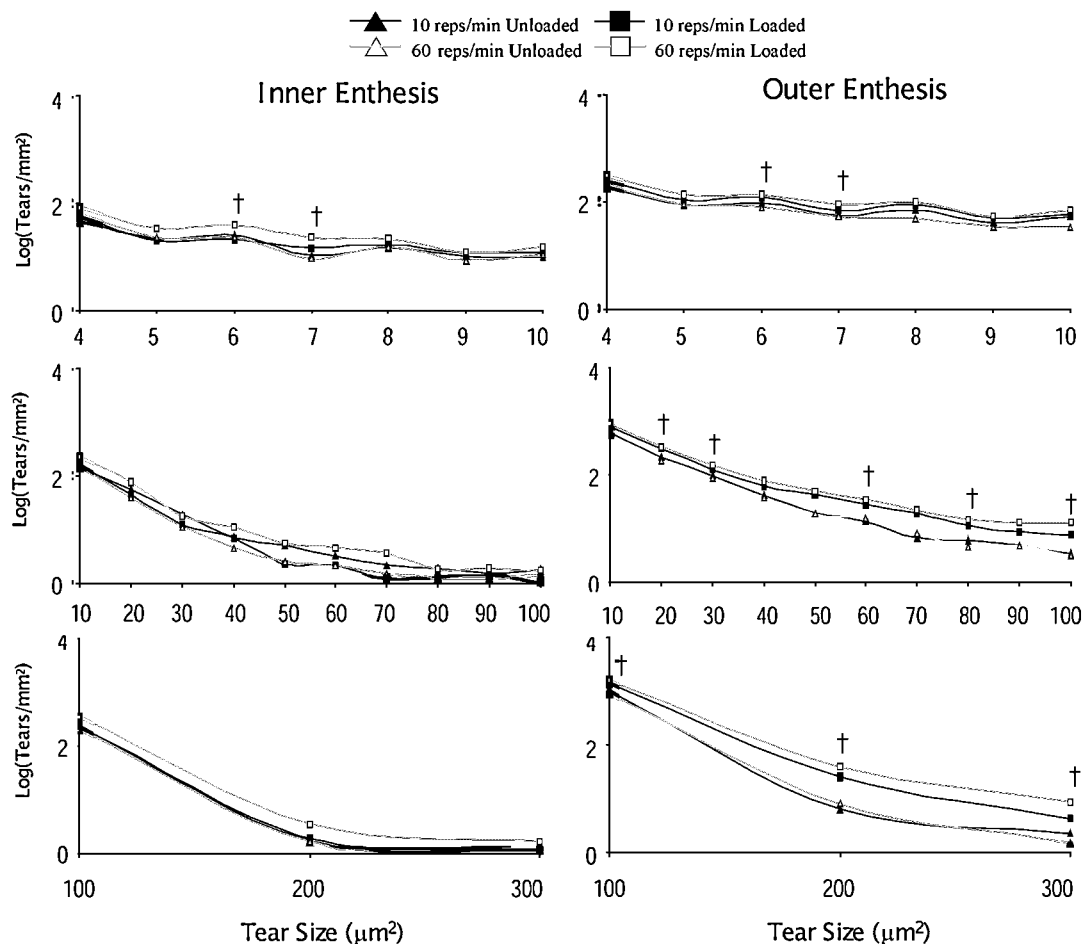 10 reps/min Unloaded 10 reps/min Loaded
60 reps/min Unloaded 60 reps/min Loaded
Inner Enthesis Outer Enthesis
Log(Tears/mm²)
4
2
0
† †
4 5 6 7 8 9 10
4
2
0
† †
4 5 6 7 8 9 10
Log(Tears/mm²)
4
2
0
10 20 30 40 50 60 70 80 90 100
4
2
0
† † † † †
10 20 30 40 50 60 70 80 90 100
Log(Tears/mm²)
4
2
0
100 200 300
4
2
0
† † †
100 200 300
Tear Size (µm²) Tear Size (µm²)